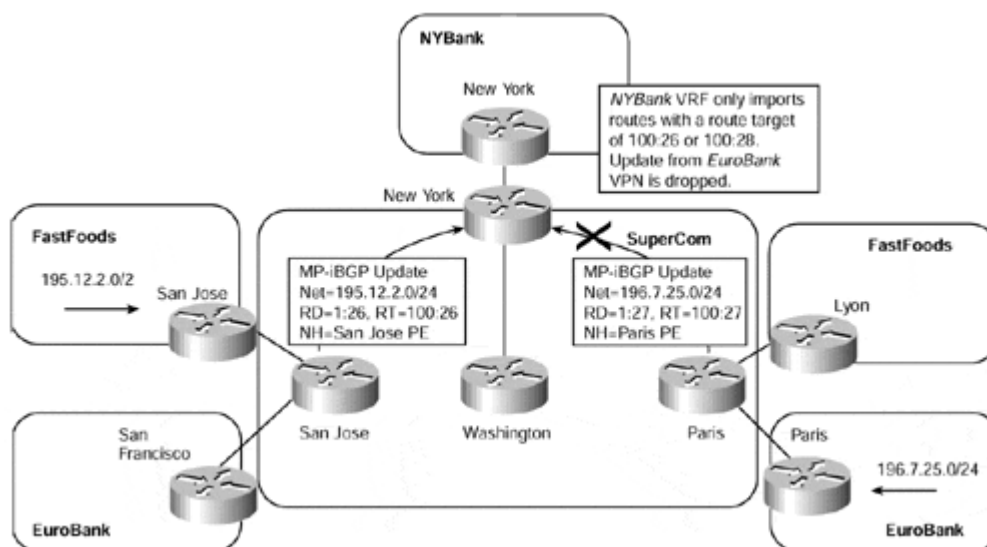 NYBank
New York
NYBank VRF only imports
routes with a route target
of 100:26 or 100:28.
Update from EuroBank
VPN is dropped.
New York
FastFoods
195.12.2.0/2
San Jose
SuperCom
MP-iBGP Update
Net=195.12.2.0/24
RD=1:26, RT=100:26
NH=San Jose PE
MP-iBGP Update
Net=196.7.25.0/24
RD=1:27, RT=100:27
NH=Paris PE
FastFoods
Lyon
San Jose
Washington
Paris
San
Francisco
EuroBank
Paris
196.7.25.0/24
EuroBank